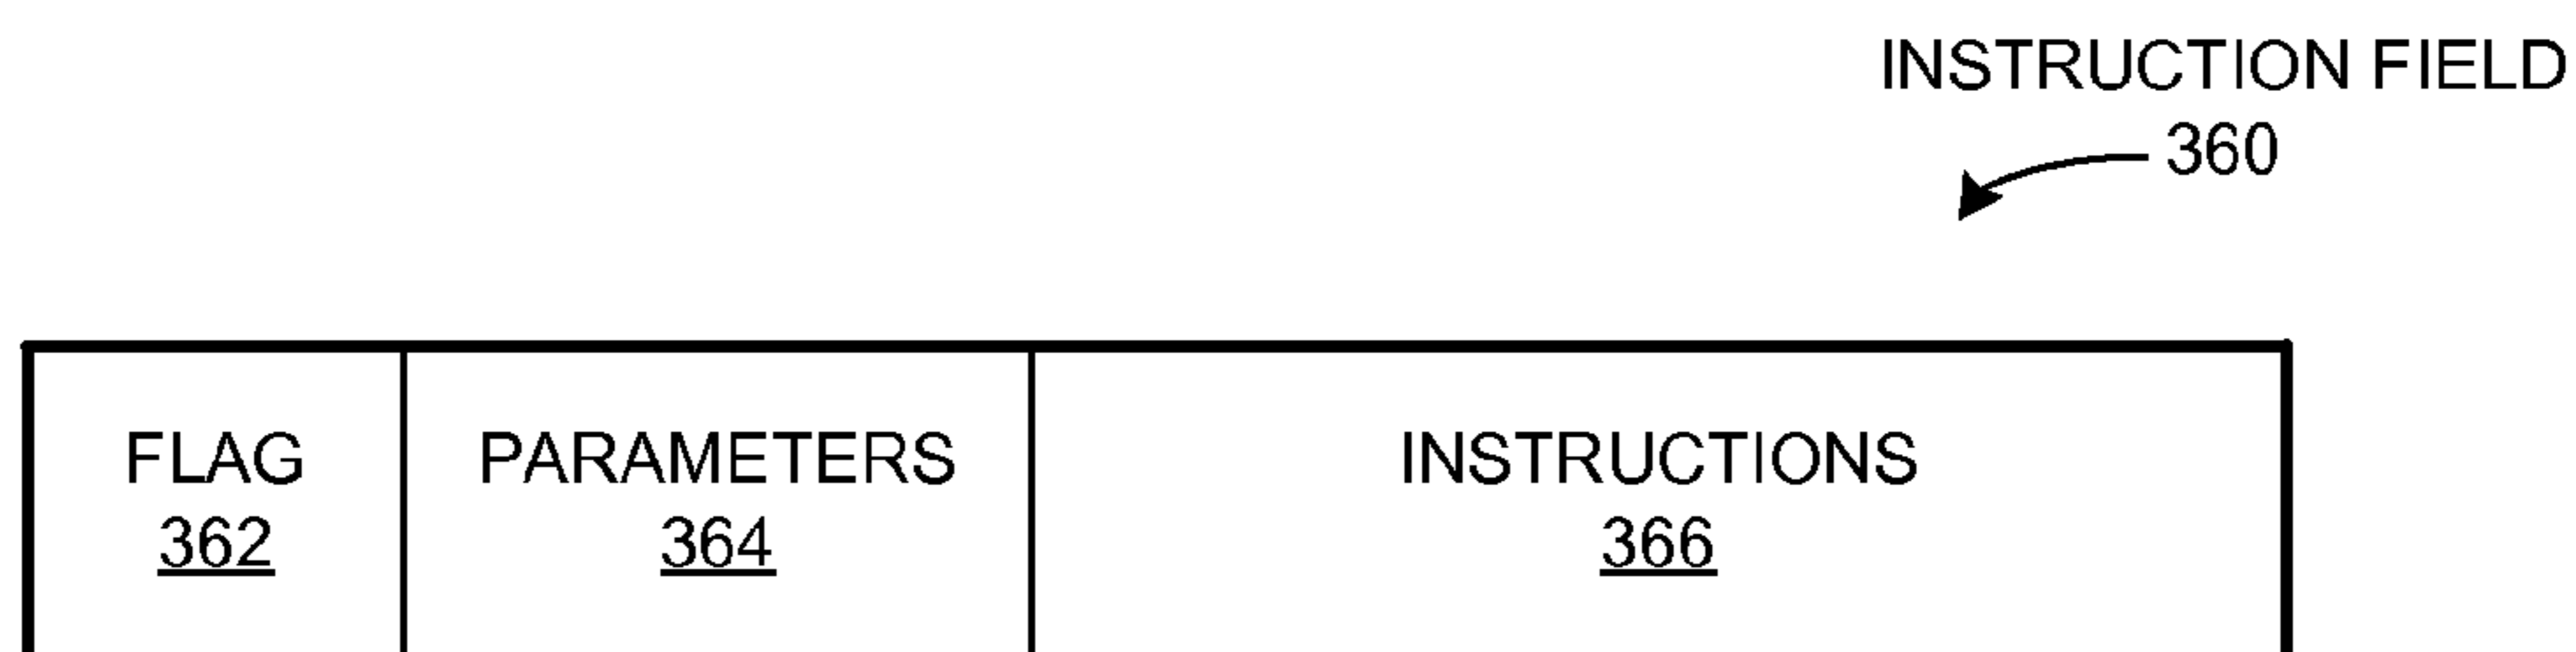 INSTRUCTION FIELD
360
FLAG
362
PARAMETERS
364
INSTRUCTIONS
366